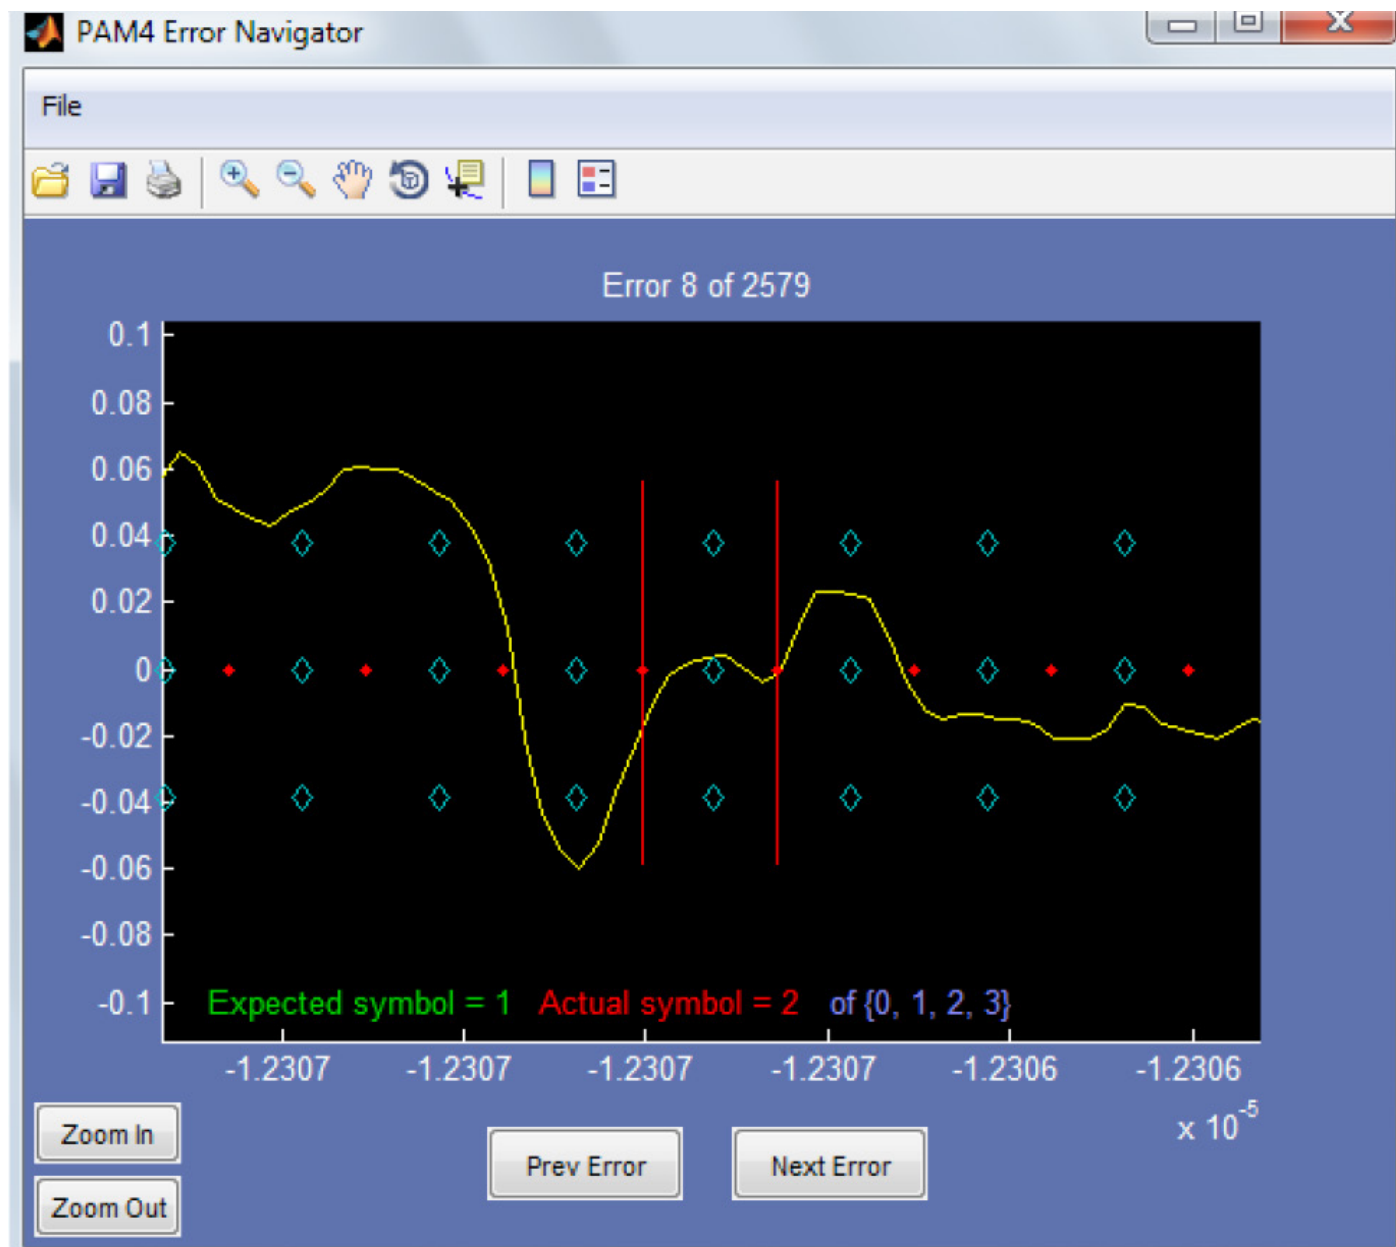 PAM4 Error Navigator
File
Error 8 of 2579
0.1
0.08
0.06
0.04
0.02
0
-0.02
-0.04
-0.06
-0.08
-0.1
Expected symbol = 1 Actual symbol = 2 of {0, 1, 2, 3}
-1.2307 -1.2307 -1.2307 -1.2307 -1.2306 -1.2306
x 10^-5
Zoom In
Prev Error Next Error
Zoom Out